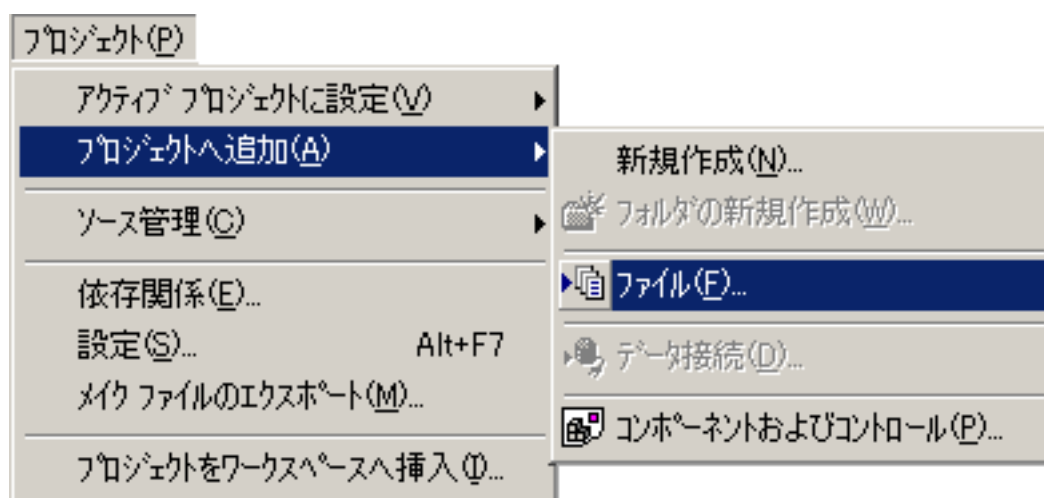 プロジェクト(P)
アクティブ プロジェクトに設定(V)
プロジェクトへ追加(A)
ソース管理(C)
依存関係(E)...
設定(S)... Alt+F7
メイク ファイルのエクスポート(M)...
プロジェクトをワークスペースへ挿入(I)...
新規作成(N)...
フォルダの新規作成(W)...
ファイル(F)...
データ接続(D)...
コンポーネントおよびコントロール(P)...